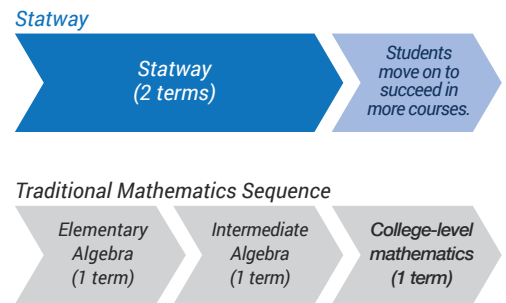 Statway
Statway
(2 terms)
Students
move on to
succeed in
more courses.
Traditional Mathematics Sequence
Elementary
Algebra
(1 term)
Intermediate
Algebra
(1 term)
College-level
mathematics
(1 term)